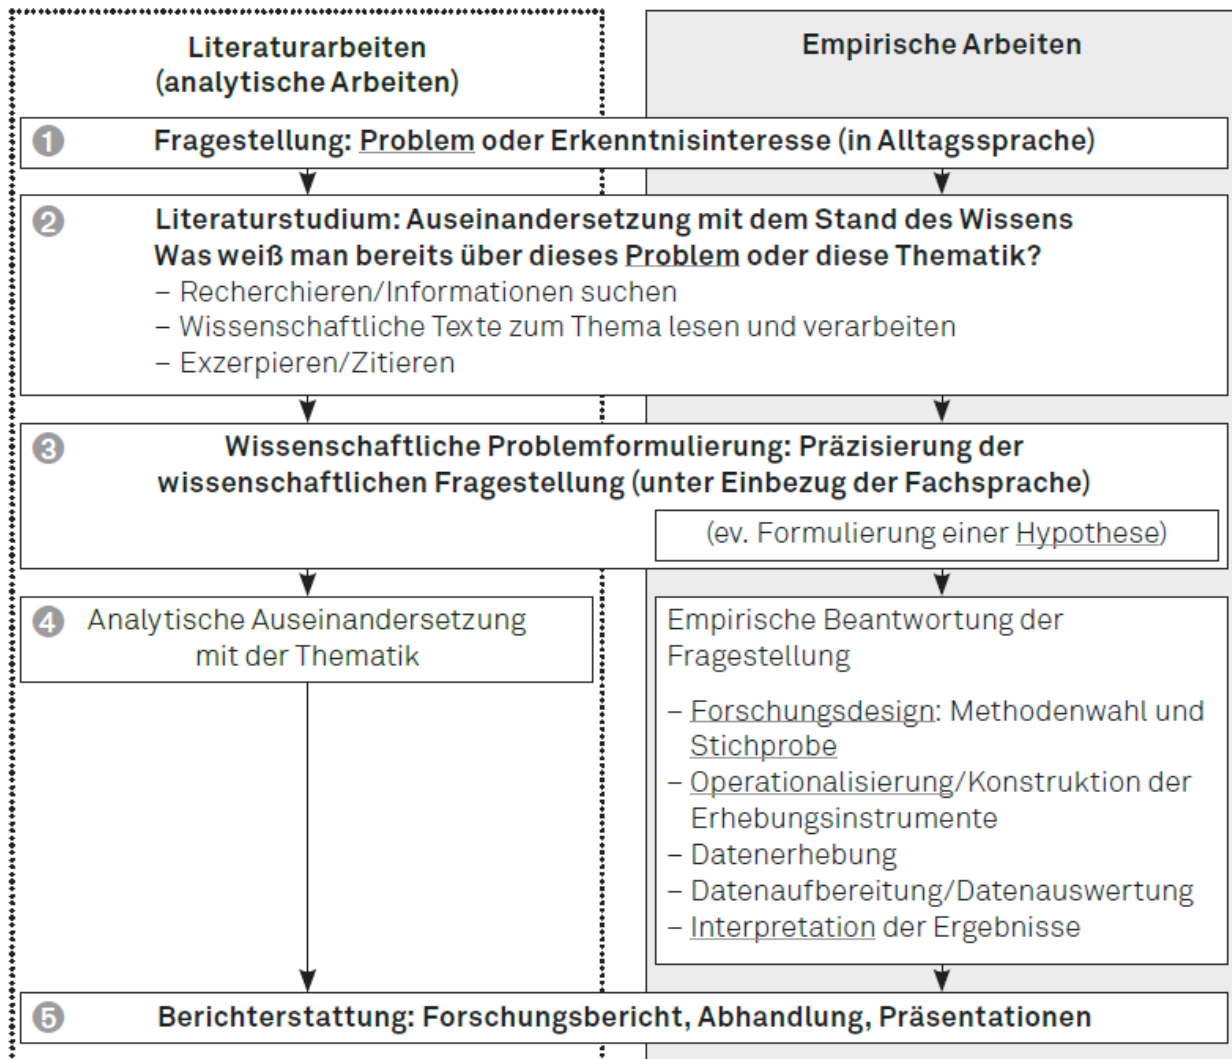 Literaturarbeiten
(analytische Arbeiten)
Empirische Arbeiten
1 Fragestellung: Problem oder Erkenntnisinteresse (in Alltagssprache)
2 Literaturstudium: Auseinandersetzung mit dem Stand des Wissens
Was weiß man bereits über dieses Problem oder diese Thematik?
– Recherchieren/Informationen suchen
– Wissenschaftliche Texte zum Thema lesen und verarbeiten
– Exzerpieren/Zitieren
3 Wissenschaftliche Problemformulierung: Präzisierung der
wissenschaftlichen Fragestellung (unter Einbezug der Fachsprache)
(ev. Formulierung einer Hypothese)
4 Analytische Auseinandersetzung
mit der Thematik
Empirische Beantwortung der
Fragestellung
– Forschungsdesign: Methodenwahl und
Stichprobe
– Operationalisierung/Konstruktion der
Erhebungsinstrumente
– Datenerhebung
– Datenaufbereitung/Datenauswertung
– Interpretation der Ergebnisse
5 Berichterstattung: Forschungsbericht, Abhandlung, Präsentationen